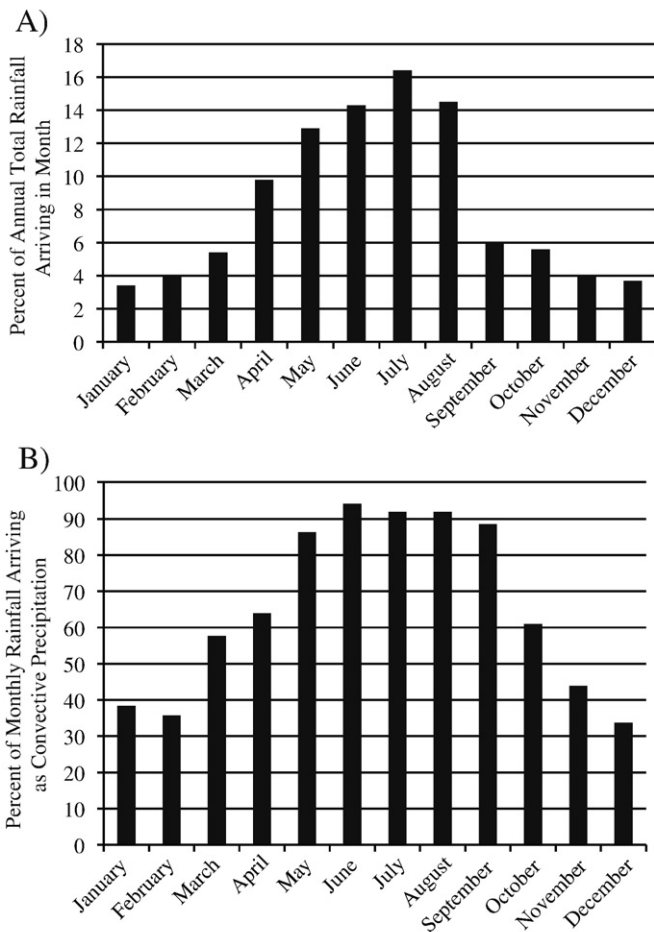 A)
Percent of Annual Total Rainfall
Arriving in Month
18
16
14
12
10
8
6
4
2
0
January
February
March
April
May
June
July
August
September
October
November
December
B)
Percent of Monthly Rainfall Arriving
as Convective Precipitation
100
90
80
70
60
50
40
30
20
10
0
January
February
March
April
May
June
July
August
September
October
November
December